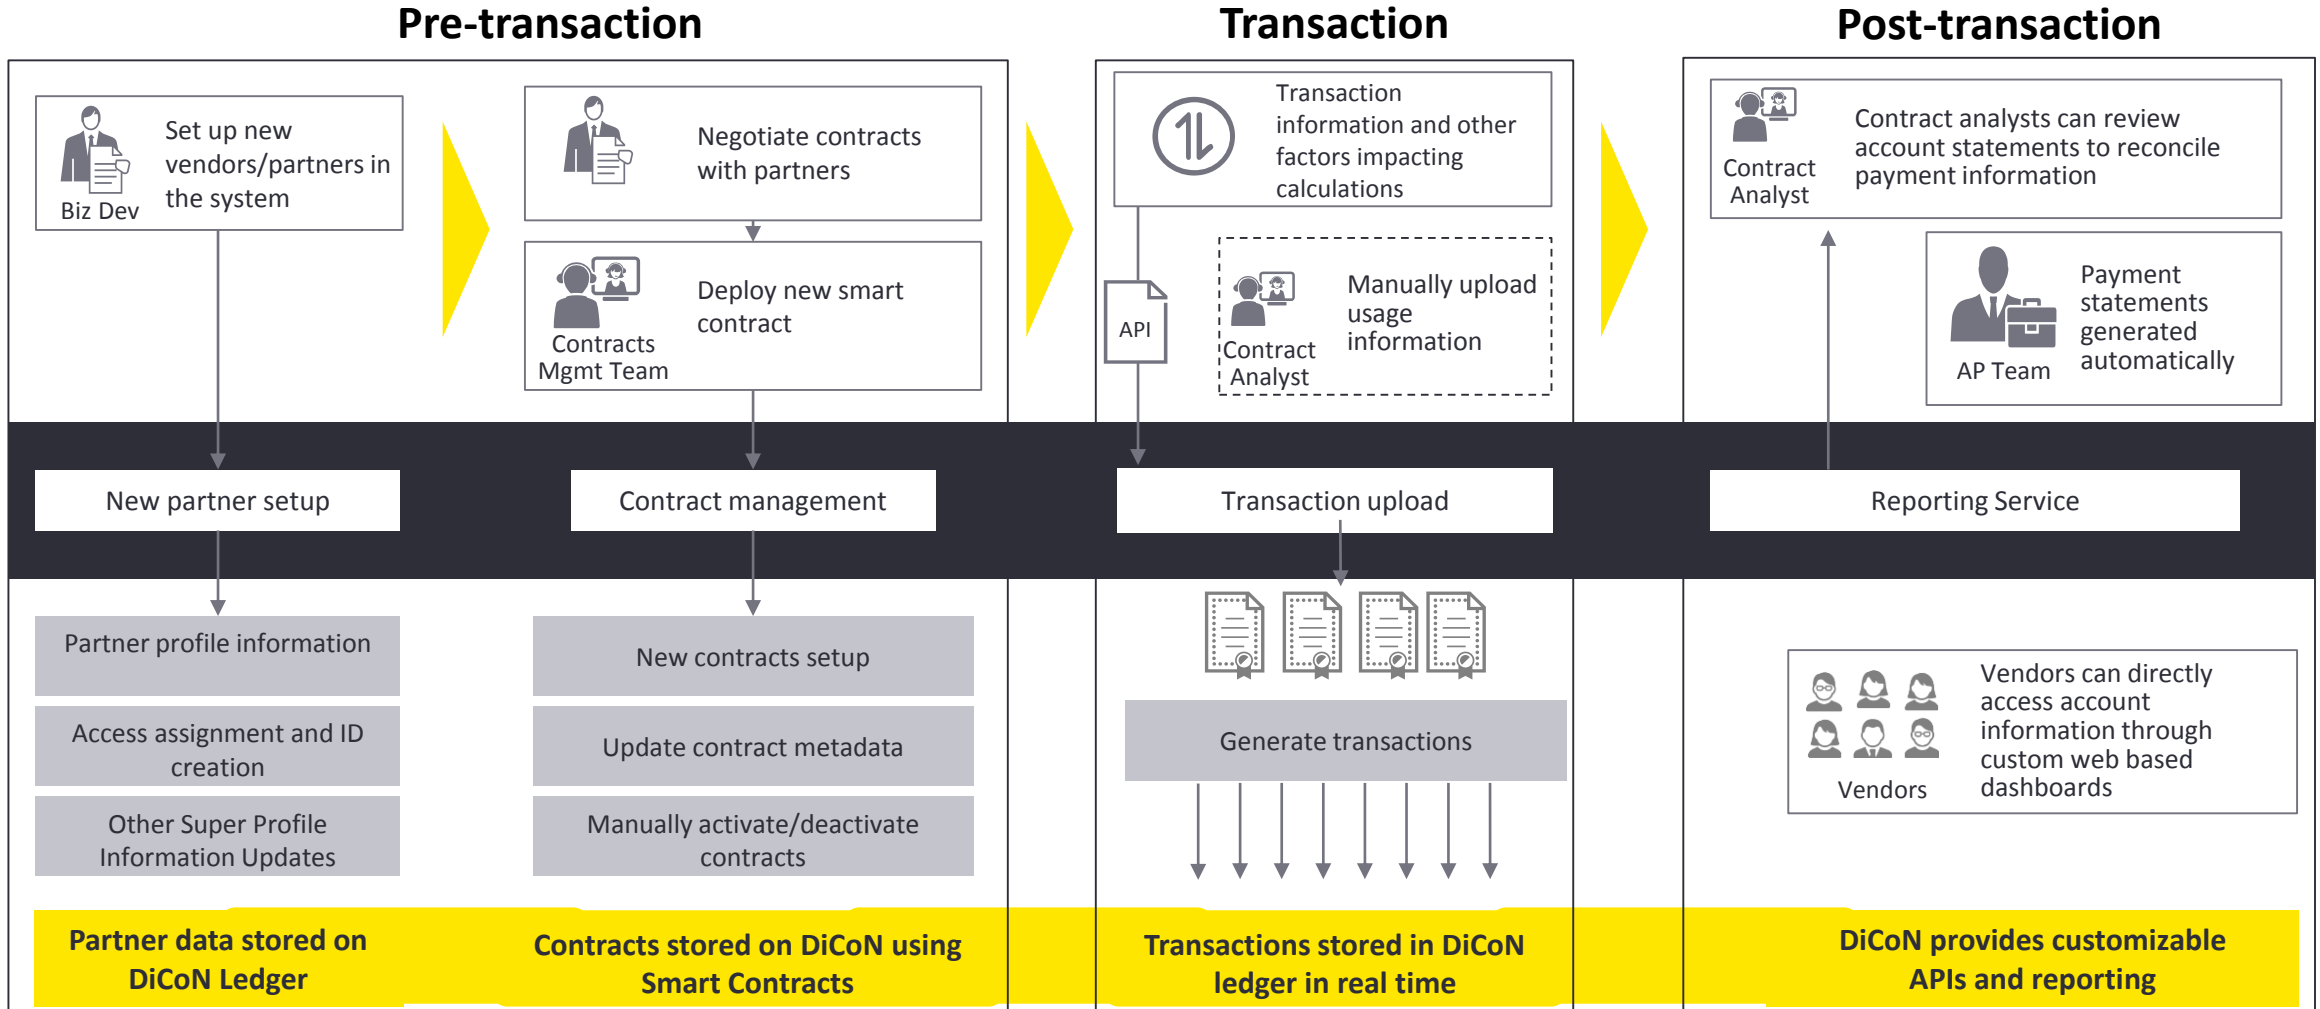 Pre-transaction
Transaction
Post-transaction
Set up new
vendors/partners in
the system
Biz Dev
Negotiate contracts
with partners
Deploy new smart
contract
Contracts
Mgmt Team
Transaction
information and other
factors impacting
calculations
API
Manually upload
usage
information
Contract
Analyst
Contract analysts can review
account statements to reconcile
payment information
Contract
Analyst
Payment
statements
generated
automatically
AP Team
New partner setup
Contract management
Transaction upload
Reporting Service
Partner profile information
Access assignment and ID
creation
Other Super Profile
Information Updates
New contracts setup
Update contract metadata
Manually activate/deactivate
contracts
Generate transactions
Vendors can directly
access account
information through
custom web based
dashboards
Vendors
Partner data stored on
DiCoN Ledger
Contracts stored on DiCoN using
Smart Contracts
Transactions stored in DiCoN
ledger in real time
DiCoN provides customizable
APIs and reporting